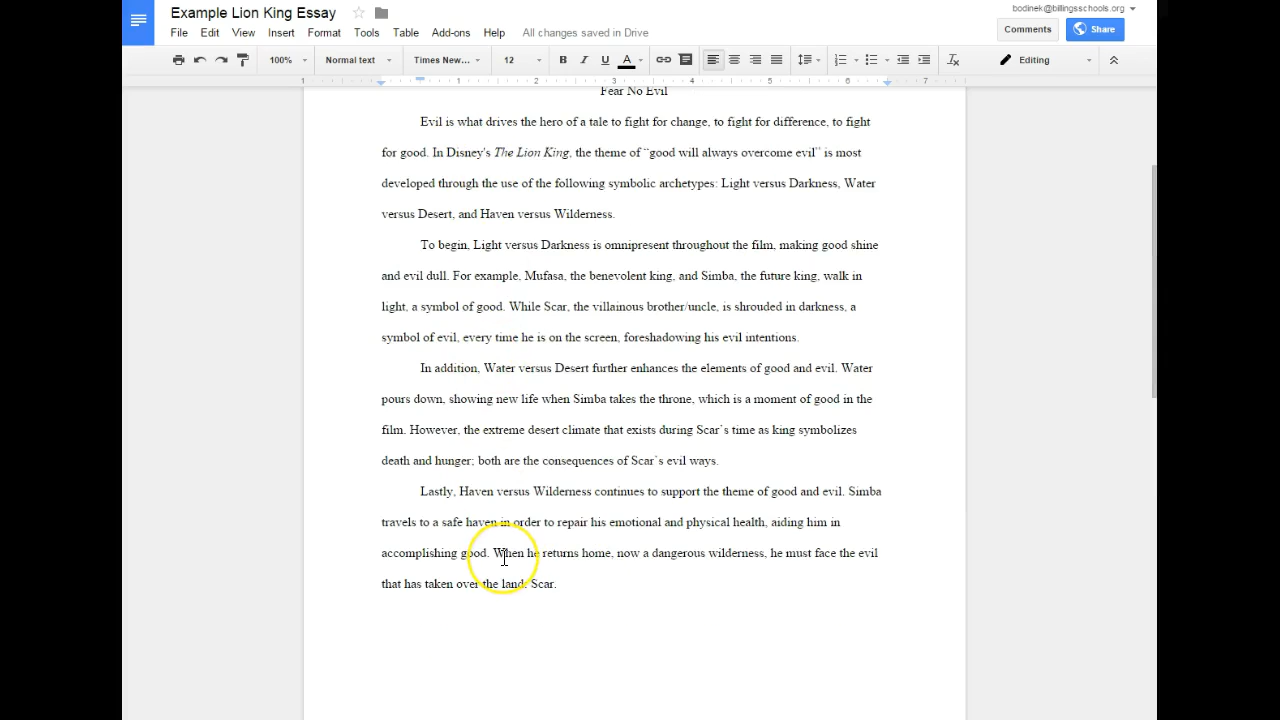 Example Lion King Essay
bodinek@billingsschools.org
File Edit View Insert Format Tools Table Add-ons Help All changes saved in Drive
Comments Share
100% Normal text Times New... 12 B I U A Editing
1 1 2 3 4 5 6 7
Fear No Evil
Evil is what drives the hero of a tale to fight for change, to fight for difference, to fight
for good. In Disney's The Lion King, the theme of “good will always overcome evil” is most
developed through the use of the following symbolic archetypes: Light versus Darkness, Water
versus Desert, and Haven versus Wilderness.
To begin, Light versus Darkness is omnipresent throughout the film, making good shine
and evil dull. For example, Mufasa, the benevolent king, and Simba, the future king, walk in
light, a symbol of good. While Scar, the villainous brother/uncle, is shrouded in darkness, a
symbol of evil, every time he is on the screen, foreshadowing his evil intentions.
In addition, Water versus Desert further enhances the elements of good and evil. Water
pours down, showing new life when Simba takes the throne, which is a moment of good in the
film. However, the extreme desert climate that exists during Scar's time as king symbolizes
death and hunger; both are the consequences of Scar's evil ways.
Lastly, Haven versus Wilderness continues to support the theme of good and evil. Simba
travels to a safe haven in order to repair his emotional and physical health, aiding him in
accomplishing good. When he returns home, now a dangerous wilderness, he must face the evil
that has taken over the land: Scar.